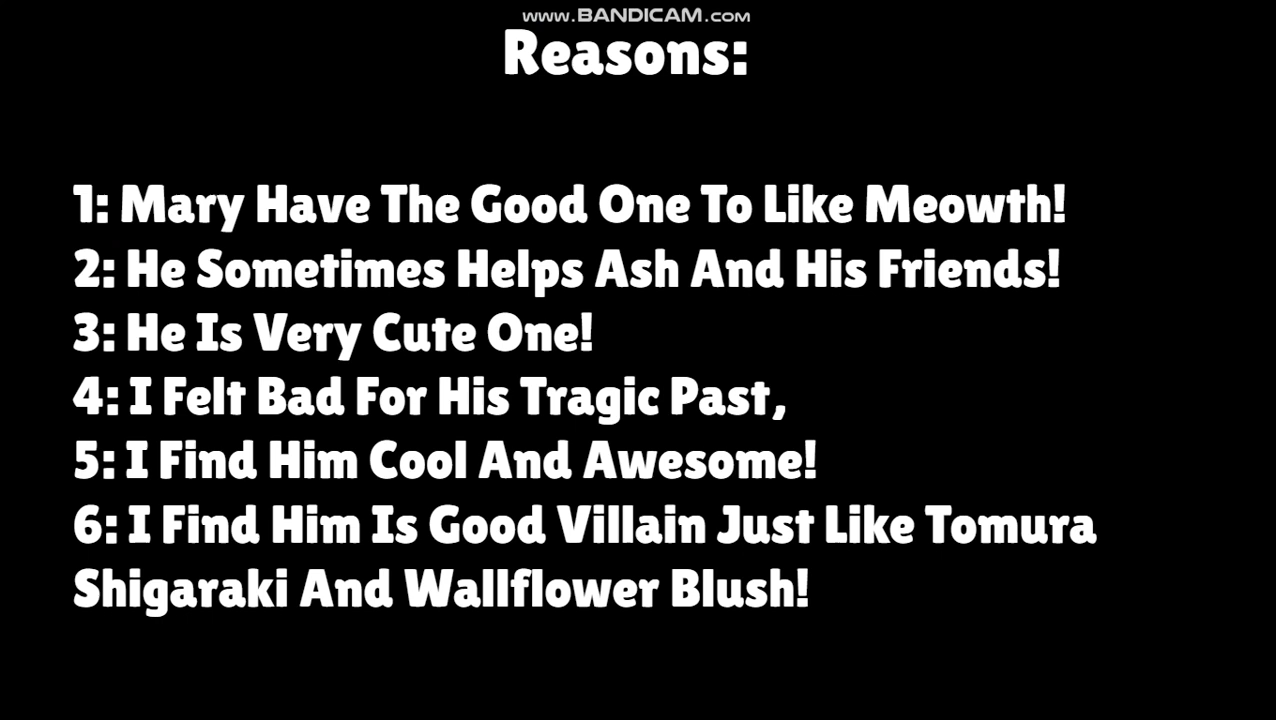 www.BANDICAM.com
Reasons:
1: Mary Have The Good One To Like Meowth!
2: He Sometimes Helps Ash And His Friends!
3: He Is Very Cute One!
4: I Felt Bad For His Tragic Past,
5: I Find Him Cool And Awesome!
6: I Find Him Is Good Villain Just Like Tomura
Shigaraki And Wallflower Blush!